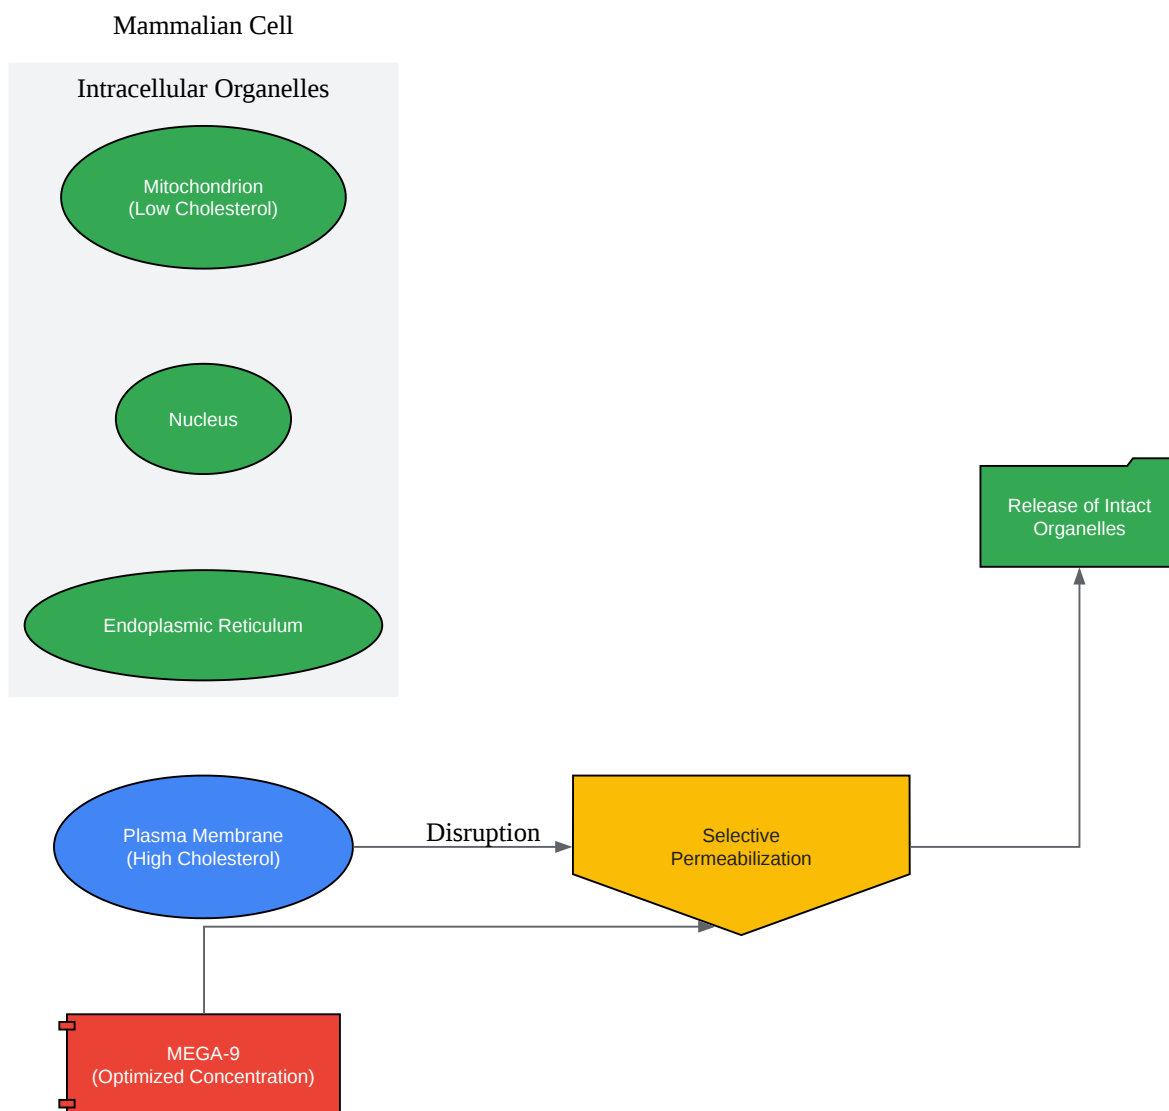 Mammalian Cell
Intracellular Organelles
Mitochondrion
(Low Cholesterol)
Nucleus
Release of Intact
Organelles
Endoplasmic Reticulum
Disruption
Plasma Membrane
(High Cholesterol)
Selective
Permeabilization
MEGA-9
(Optimized Concentration)